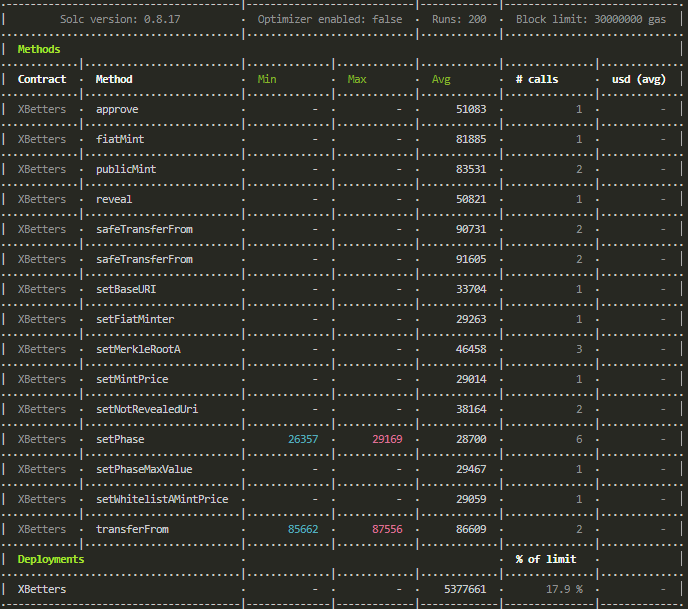 Solc version: 0.8.17 · Optimizer enabled: false · Runs: 200 · Block limit: 30000000 gas
Methods
Contract · Method · Min · Max · Avg · # calls · usd (avg)
XBetters · approve · - · - · 51083 · 1 · -
XBetters · fiatMint · - · - · 81885 · 1 · -
XBetters · publicMint · - · - · 83531 · 2 · -
XBetters · reveal · - · - · 50821 · 1 · -
XBetters · safeTransferFrom · - · - · 90731 · 2 · -
XBetters · safeTransferFrom · - · - · 91605 · 2 · -
XBetters · setBaseURI · - · - · 33704 · 1 · -
XBetters · setFiatMinter · - · - · 29263 · 1 · -
XBetters · setMerkleRootA · - · - · 46458 · 3 · -
XBetters · setMintPrice · - · - · 29014 · 1 · -
XBetters · setNotRevealedUri · - · - · 38164 · 2 · -
XBetters · setPhase · 26357 · 29169 · 28700 · 6 · -
XBetters · setPhaseMaxValue · - · - · 29467 · 1 · -
XBetters · setWhitelistAMintPrice · - · - · 29059 · 1 · -
XBetters · transferFrom · 85662 · 87556 · 86609 · 2 · -
Deployments · % of limit ·
XBetters · - · - · 5377661 · 17.9 % · -